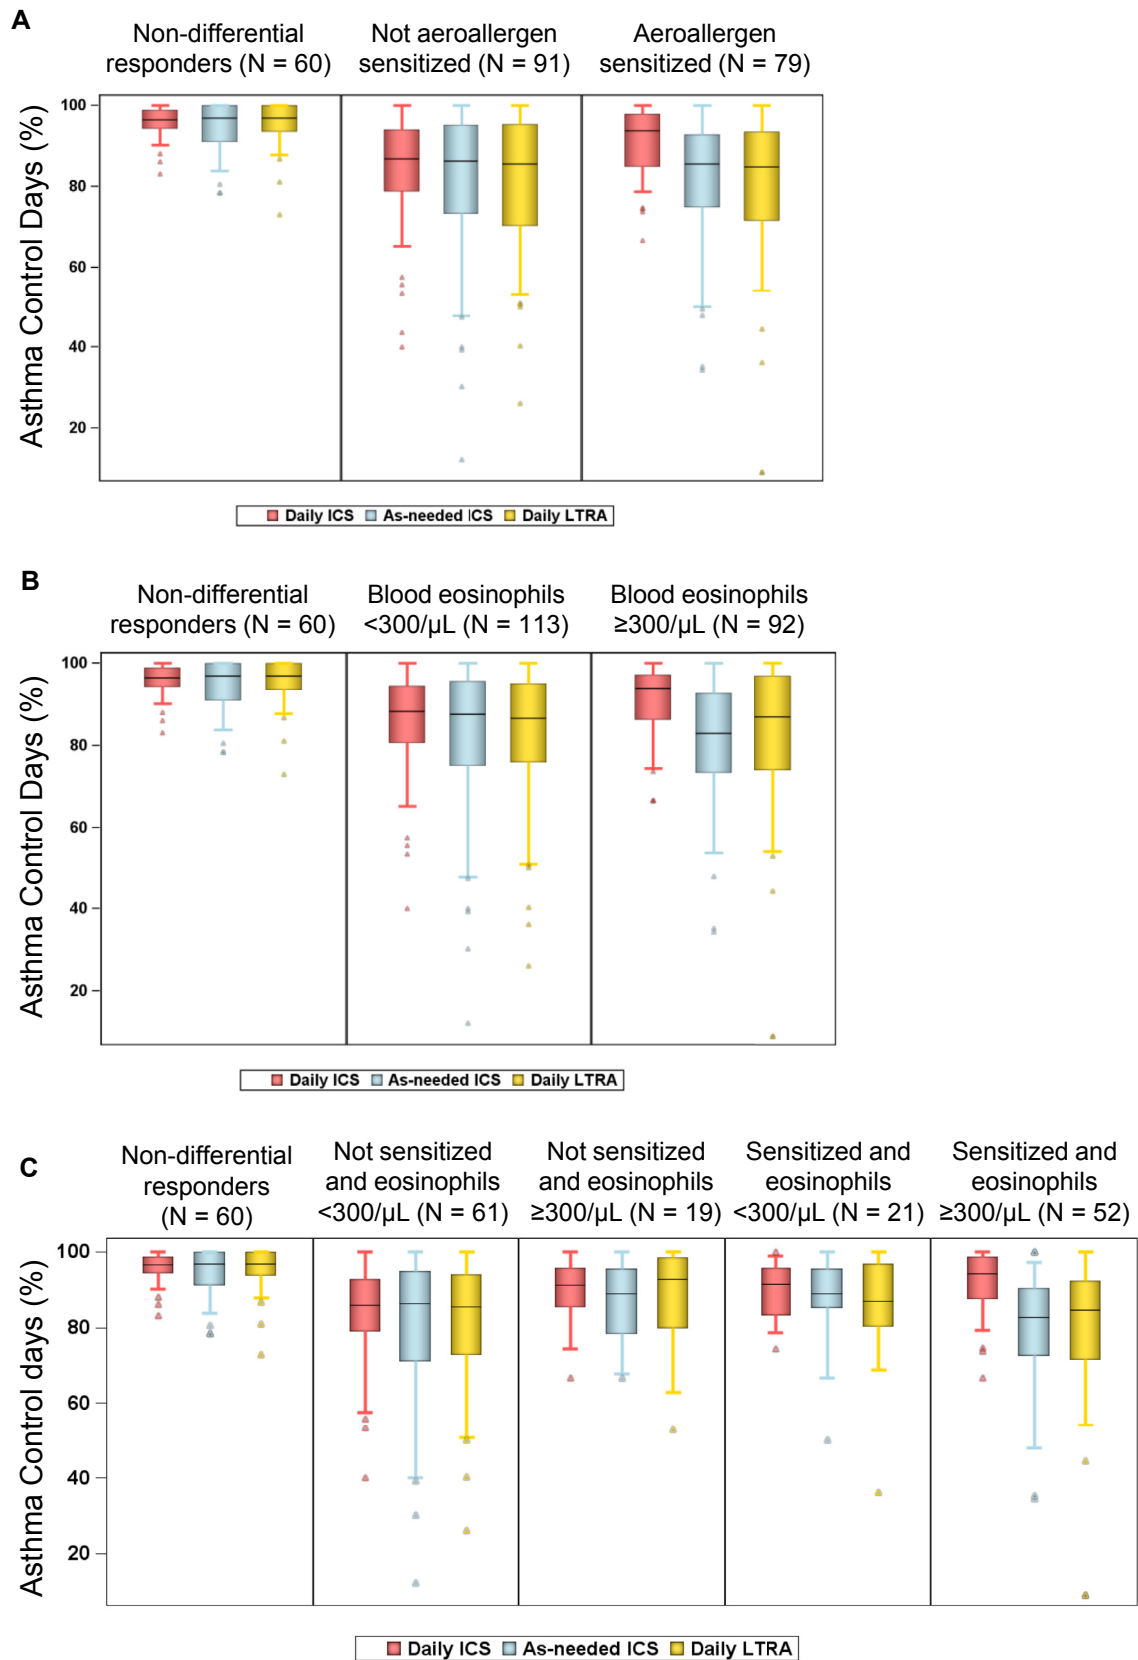 A
Non-differential
responders (N = 60)
Not aeroallergen
sensitized (N = 91)
Aeroallergen
sensitized (N = 79)
Asthma Control Days (%)
100
80
60
40
20
Daily ICS As-needed ICS Daily LTRA
B
Non-differential
responders (N = 60)
Blood eosinophils
<300/µL (N = 113)
Blood eosinophils
≥300/µL (N = 92)
Asthma Control Days (%)
100
80
60
40
20
Daily ICS As-needed ICS Daily LTRA
C
Non-differential
responders
(N = 60)
Not sensitized
and eosinophils
<300/µL (N = 61)
Not sensitized
and eosinophils
≥300/µL (N = 19)
Sensitized and
eosinophils
<300/µL (N = 21)
Sensitized and
eosinophils
≥300/µL (N = 52)
Asthma Control days (%)
100
80
60
40
20
Daily ICS As-needed ICS Daily LTRA